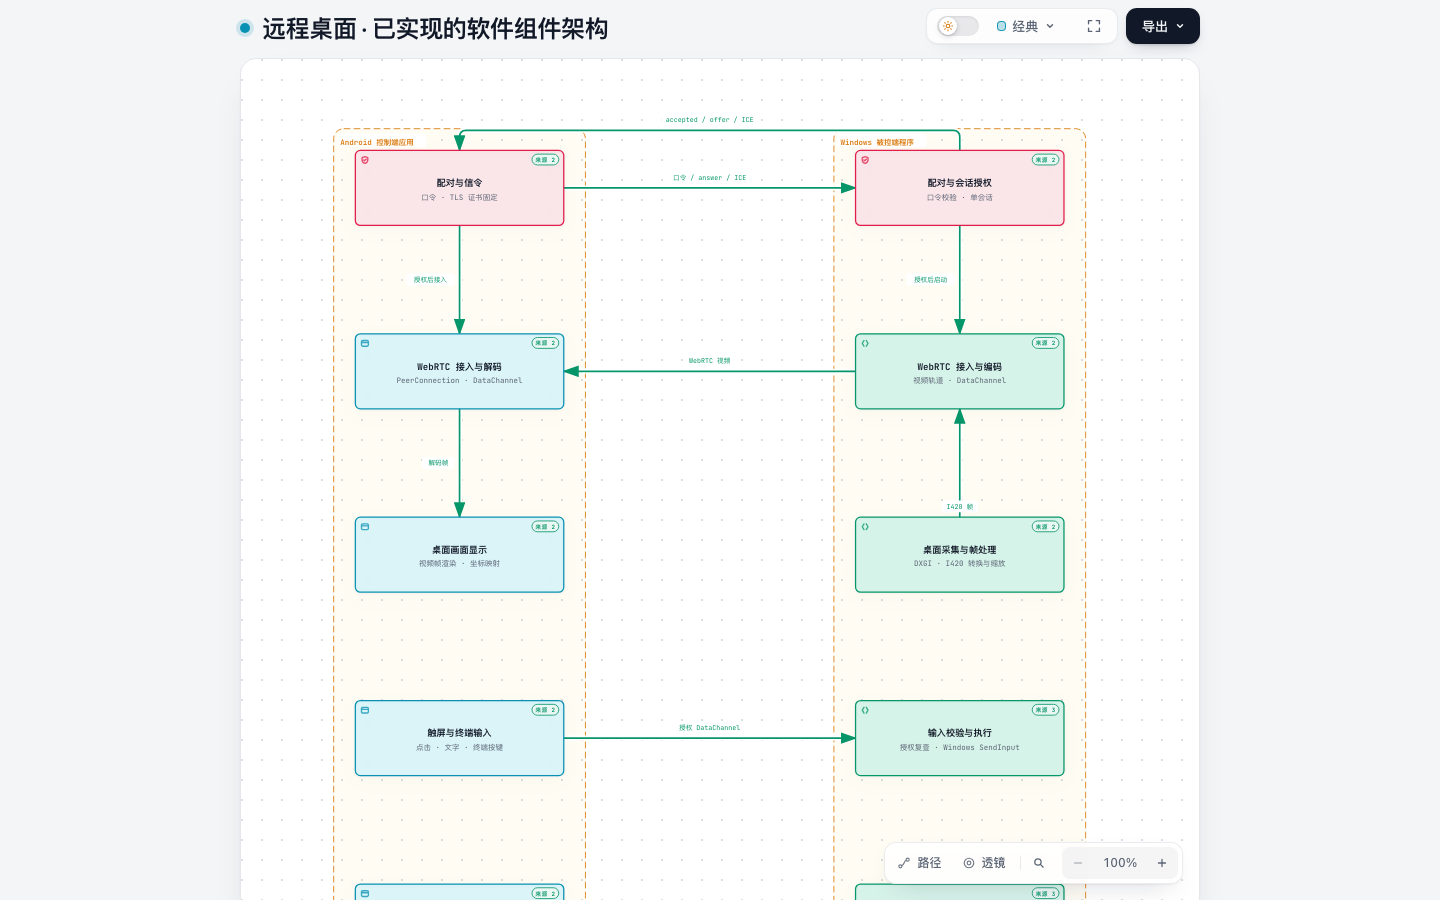 远程桌面 · 已实现的软件组件架构
经典
导出
accepted / offer / ICE
Android 控制端应用
Windows 被控端程序
来源 2
配对与信令
口令 · TLS 证书固定
口令 / answer / ICE
来源 2
配对与会话授权
口令校验 · 单会话
授权后接入
授权后启动
来源 2
WebRTC 接入与解码
PeerConnection · DataChannel
WebRTC 视频
来源 2
WebRTC 接入与编码
视频轨道 · DataChannel
解码帧
I420 帧
来源 2
桌面画面显示
视频帧渲染 · 坐标映射
来源 2
桌面采集与帧处理
DXGI · I420 转换与缩放
来源 2
触屏与终端输入
点击 · 文字 · 终端按键
授权 DataChannel
来源 3
输入校验与执行
授权复查 · Windows SendInput
路径
透镜
100%
来源 2
来源 3